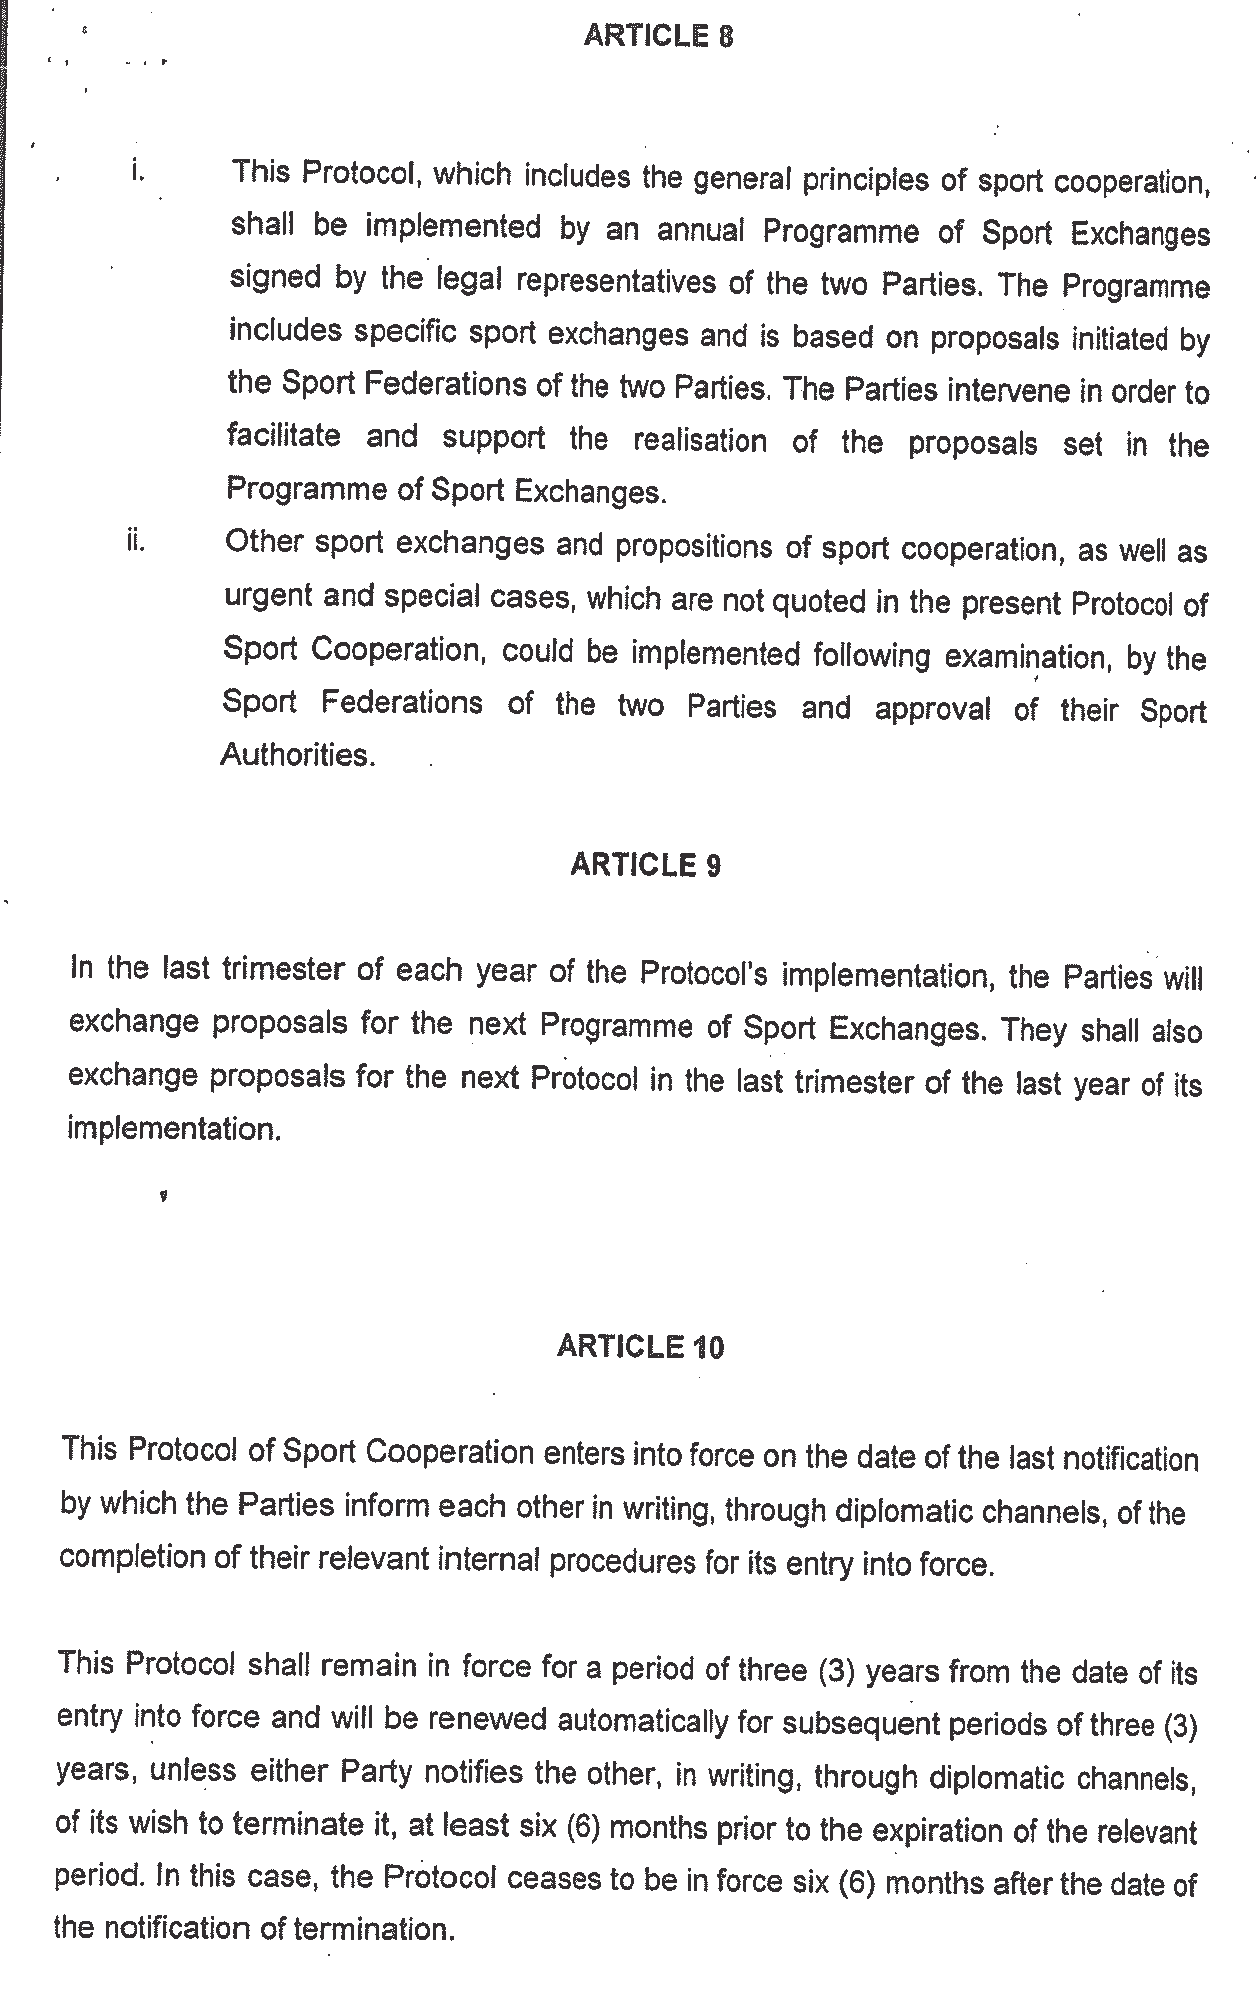 ARTICLE 8
i. This Protocol, which includes the general principles of sport cooperation,
shall be implemented by an annual Programme of Sport Exchanges
signed by the legal representatives of the two Parties. The Programme
includes specific sport exchanges and is based on proposals initiated by
the Sport Federations of the two Parties. The Parties intervene in order to
facilitate and support the realisation of the proposals set in the
Programme of Sport Exchanges.
ii. Other sport exchanges and propositions of sport cooperation, as well as
urgent and special cases, which are not quoted in the present Protocol of
Sport Cooperation, could be implemented following examination, by the
Sport Federations of the two Parties and approval of their Sport
Authorities.
ARTICLE 9
In the last trimester of each year of the Protocol's implementation, the Parties will
exchange proposals for the next Programme of Sport Exchanges. They shall also
exchange proposals for the next Protocol in the last trimester of the last year of its
implementation.
ARTICLE 10
This Protocol of Sport Cooperation enters into force on the date of the last notification
by which the Parties inform each other in writing, through diplomatic channels, of the
completion of their relevant internal procedures for its entry into force.
This Protocol shall remain in force for a period of three (3) years from the date of its
entry into force and will be renewed automatically for subsequent periods of three (3)
years, unless either Party notifies the other, in writing, through diplomatic channels,
of its wish to terminate it, at least six (6) months prior to the expiration of the relevant
period. In this case, the Protocol ceases to be in force six (6) months after the date of
the notification of termination.